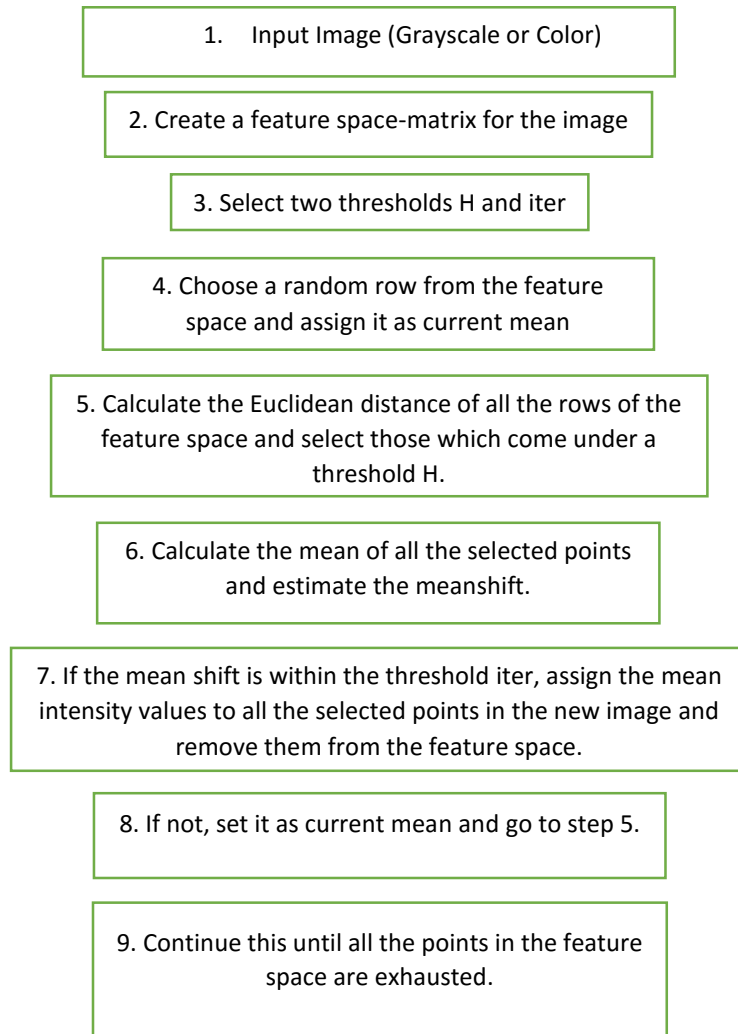 1. Input Image (Grayscale or Color)
2. Create a feature space-matrix for the image
3. Select two thresholds H and iter
4. Choose a random row from the feature
space and assign it as current mean
5. Calculate the Euclidean distance of all the rows of the
feature space and select those which come under a
threshold H.
6. Calculate the mean of all the selected points
and estimate the meanshift.
7. If the mean shift is within the threshold iter, assign the mean
intensity values to all the selected points in the new image and
remove them from the feature space.
8. If not, set it as current mean and go to step 5.
9. Continue this until all the points in the feature
space are exhausted.